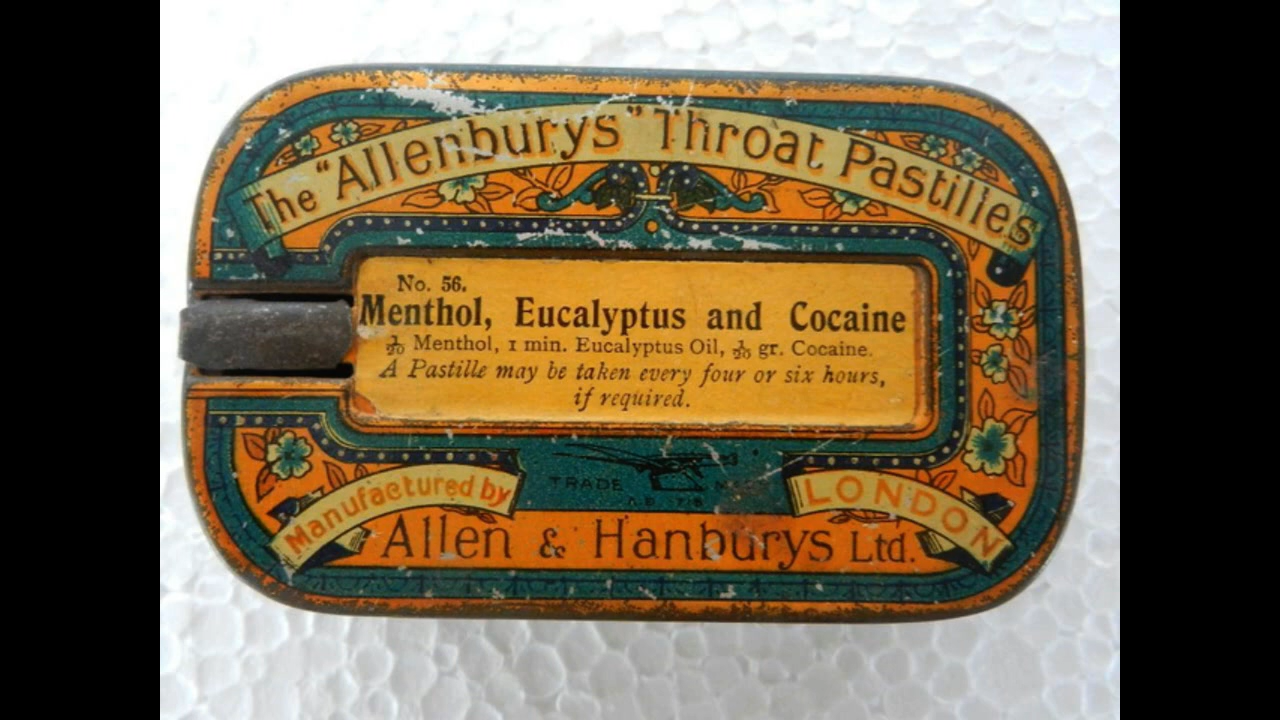 The "Allenburys" Throat Pastilles
No. 56.
Menthol, Eucalyptus and Cocaine
1/20 Menthol, 1 min. Eucalyptus Oil, 1/20 gr. Cocaine.
A Pastille may be taken every four or six hours,
if required.
TRADE
Manufactured by
LONDON
Allen & Hanburys Ltd.